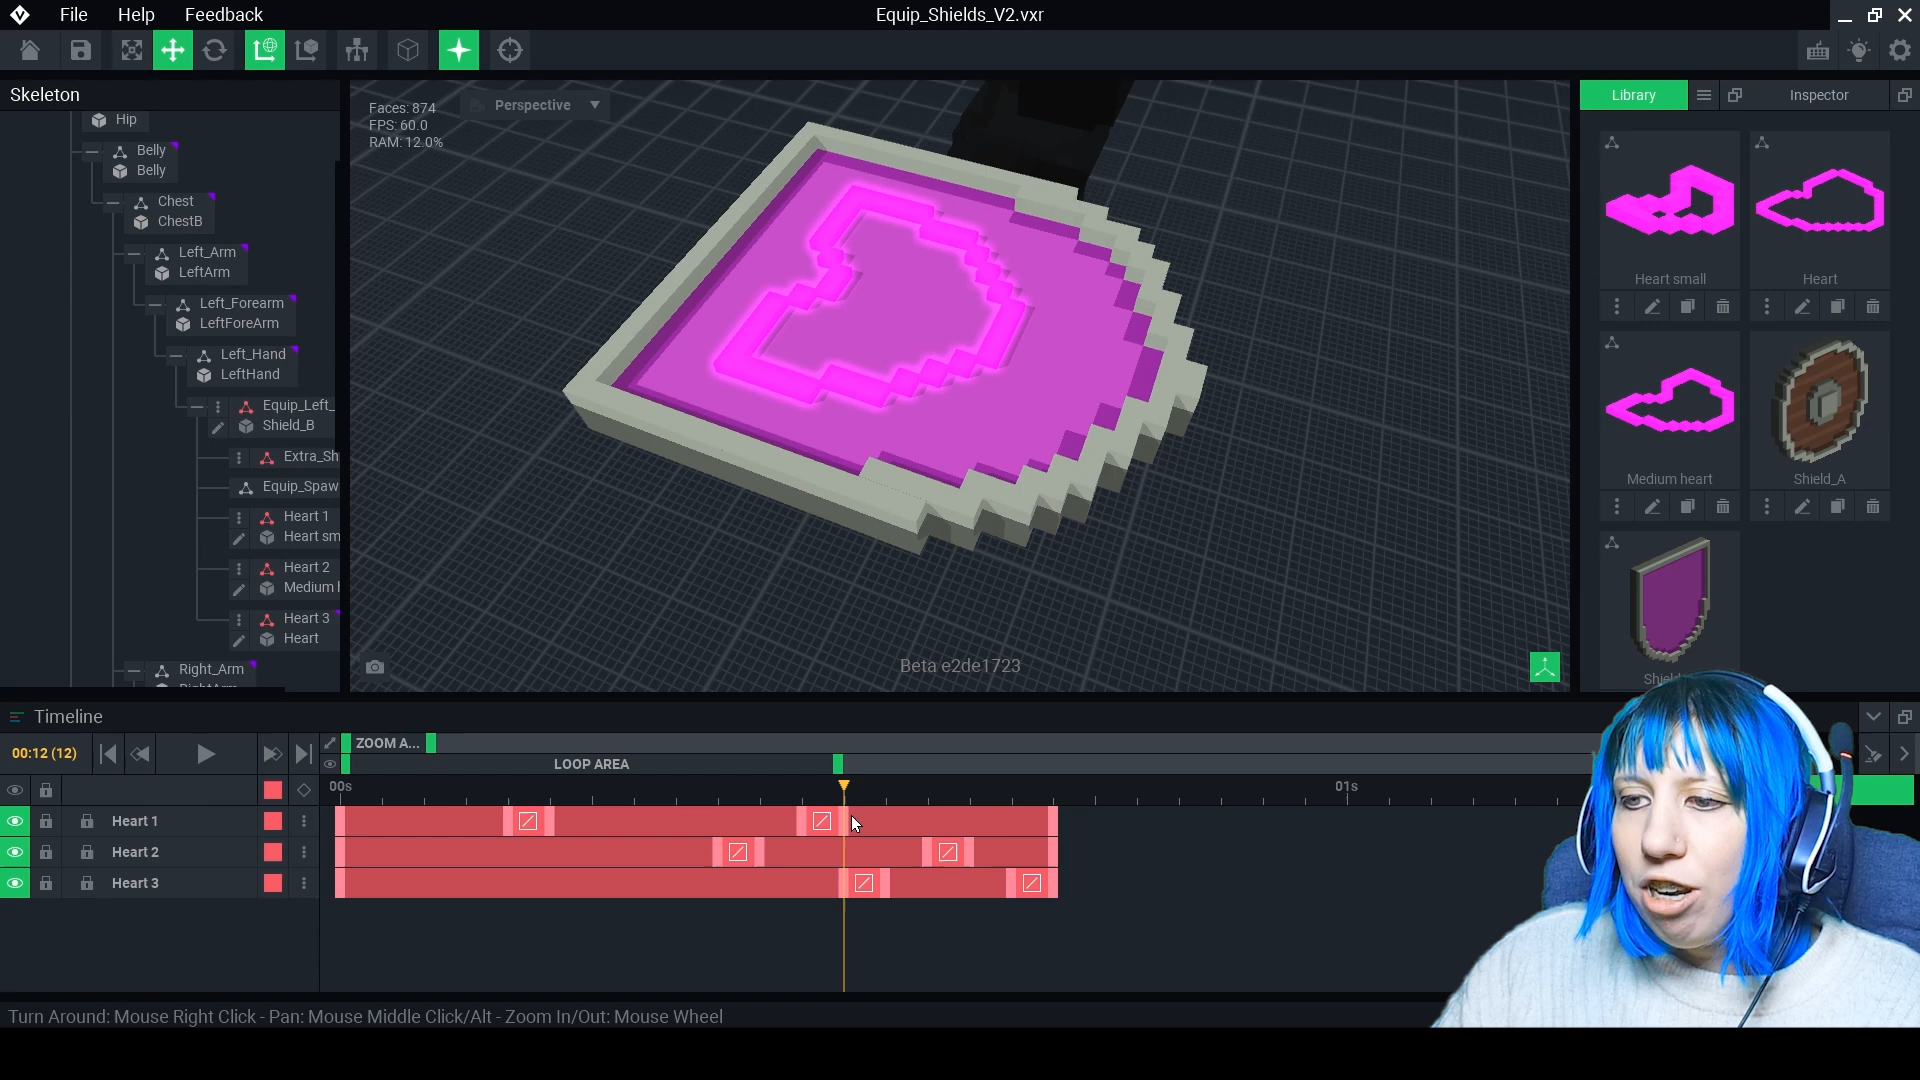 File Help Feedback Equip_Shields_V2.vxr
Skeleton
Hip
Belly
Belly
Chest
ChestB
Left_Arm
LeftArm
Left_Forearm
LeftForeArm
Left_Hand
LeftHand
Equip_Left_
Shield_B
Extra_Sh
Equip_Spaw
Heart 1
Heart sm
Heart 2
Medium
Heart 3
Heart
Right_Arm
Faces: 874
FPS: 60.0
RAM: 12.0%
Perspective
Beta e2de1723
Library Inspector
Heart small Heart
Medium heart Shield_A
Timeline
00:12 (12)
ZOOM A...
LOOP AREA
00s 01s
Heart 1
Heart 2
Heart 3
Turn Around: Mouse Right Click - Pan: Mouse Middle Click/Alt - Zoom In/Out: Mouse Wheel